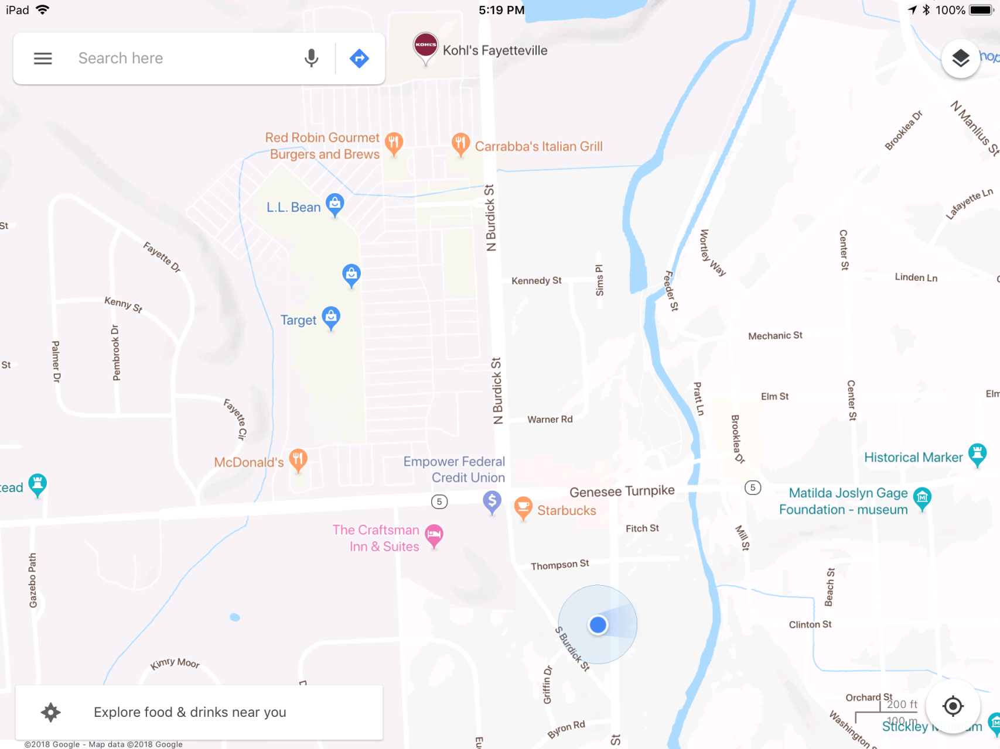 iPad
5:19 PM
100%
Search here
KOHL'S
Kohl's Fayetteville
hop
N Manlius St
Brooklea Dr
Red Robin Gourmet
Burgers and Brews
Carrabba's Italian Grill
N Burdick St
Lafayette Ln
L.L. Bean
St
Fayette Dr
Wortley Way
Center St
Kennedy St
Sims Pl
Feeder St
Linden Ln
Kenny St
Target
Pembrook Dr
Palmer Dr
Mechanic St
St
N Burdick St
Pratt Ln
Elm St
Center St
Elm
Fayette Cir
Warner Rd
Brooklea Dr
McDonald's
Empower Federal
Credit Union
Historical Marker
tead
5
Genesee Turnpike
5
Matilda Joslyn Gage
Foundation - museum
$
Starbucks
The Craftsman
Inn & Suites
Fitch St
Mill St
Gazebo Path
Thompson St
Beach St
Clinton St
S Burdick St
Kimry Moor
D
Griffin Dr
Orchard St
200 ft
100 m
Washington St
Stickley Museum
Explore food & drinks near you
Byron Rd
Euc
St
©2018 Google - Map data ©2018 Google